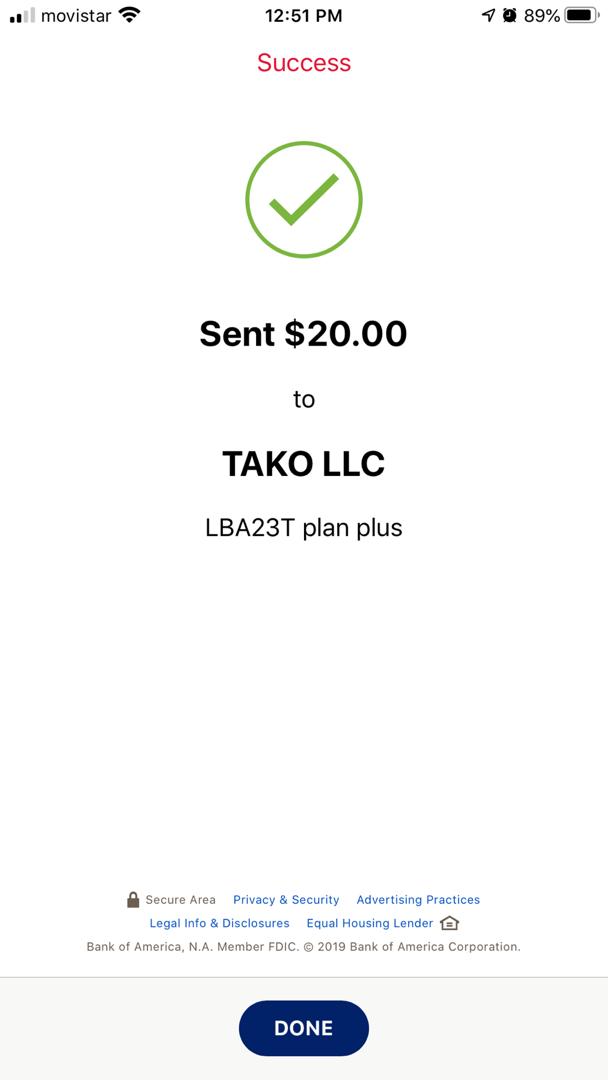 movistar 12:51 PM 89%
Success
Sent $20.00
to
TAKO LLC
LBA23T plan plus
Secure Area Privacy & Security Advertising Practices
Legal Info & Disclosures Equal Housing Lender
Bank of America, N.A. Member FDIC. © 2019 Bank of America Corporation.
DONE